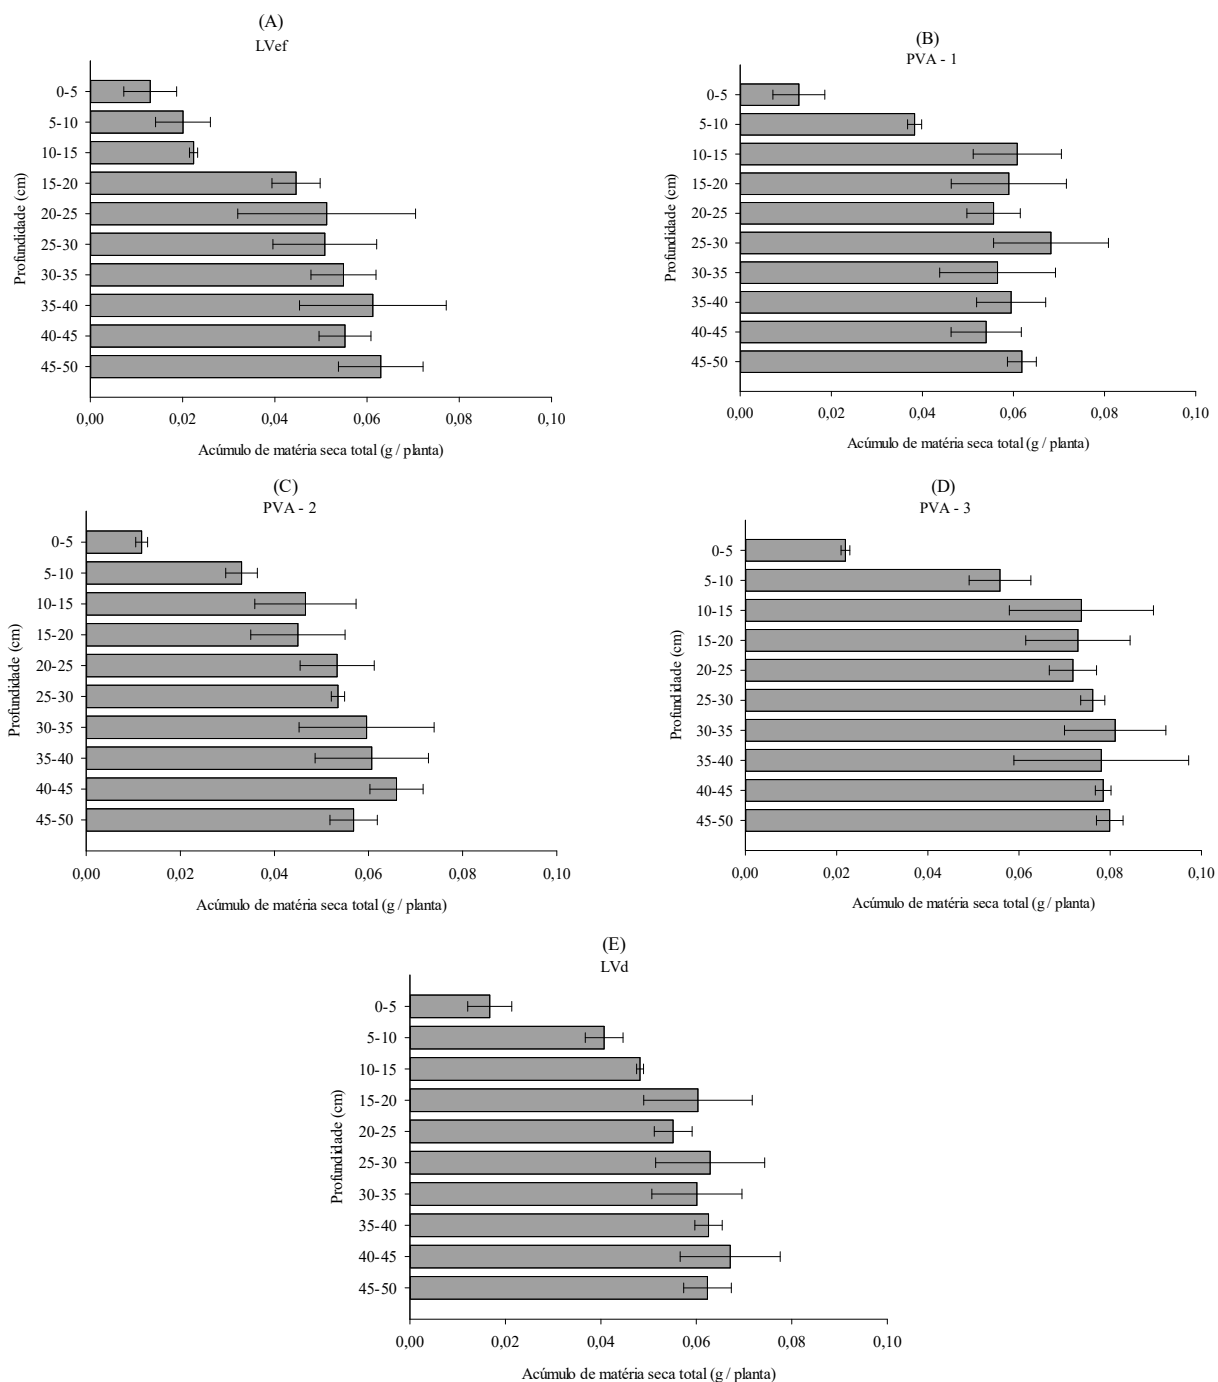 (A)
LVef
Profundidade (cm)
0-5
5-10
10-15
15-20
20-25
25-30
30-35
35-40
40-45
45-50
0,00 0,02 0,04 0,06 0,08 0,10
Acúmulo de matéria seca total (g / planta)
(B)
PVA - 1
Profundidade (cm)
0-5
5-10
10-15
15-20
20-25
25-30
30-35
35-40
40-45
45-50
0,00 0,02 0,04 0,06 0,08 0,10
Acúmulo de matéria seca total (g / planta)
(C)
PVA - 2
Profundidade (cm)
0-5
5-10
10-15
15-20
20-25
25-30
30-35
35-40
40-45
45-50
0,00 0,02 0,04 0,06 0,08 0,10
Acúmulo de matéria seca total (g / planta)
(D)
PVA - 3
Profundidade (cm)
0-5
5-10
10-15
15-20
20-25
25-30
30-35
35-40
40-45
45-50
0,00 0,02 0,04 0,06 0,08 0,10
Acúmulo de matéria seca total (g / planta)
(E)
LVd
Profundidade (cm)
0-5
5-10
10-15
15-20
20-25
25-30
30-35
35-40
40-45
45-50
0,00 0,02 0,04 0,06 0,08 0,10
Acúmulo de matéria seca total (g / planta)